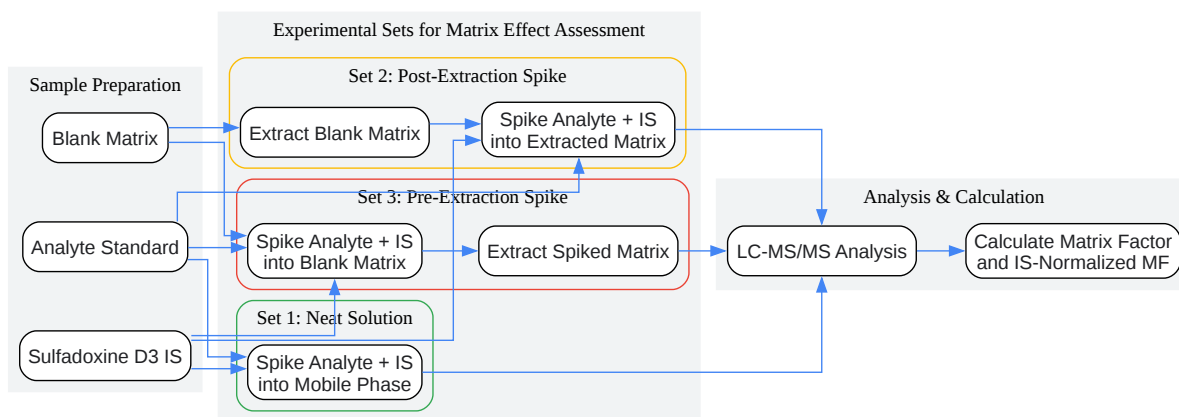 Experimental Sets for Matrix Effect Assessment
Sample Preparation
Blank Matrix
Analyte Standard
Sulfadoxine D3 IS
Set 2: Post-Extraction Spike
Extract Blank Matrix
Spike Analyte + IS
into Extracted Matrix
Set 3: Pre-Extraction Spike
Spike Analyte + IS
into Blank Matrix
Extract Spiked Matrix
Set 1: Neat Solution
Spike Analyte + IS
into Mobile Phase
Analysis & Calculation
LC-MS/MS Analysis
Calculate Matrix Factor
and IS-Normalized MF